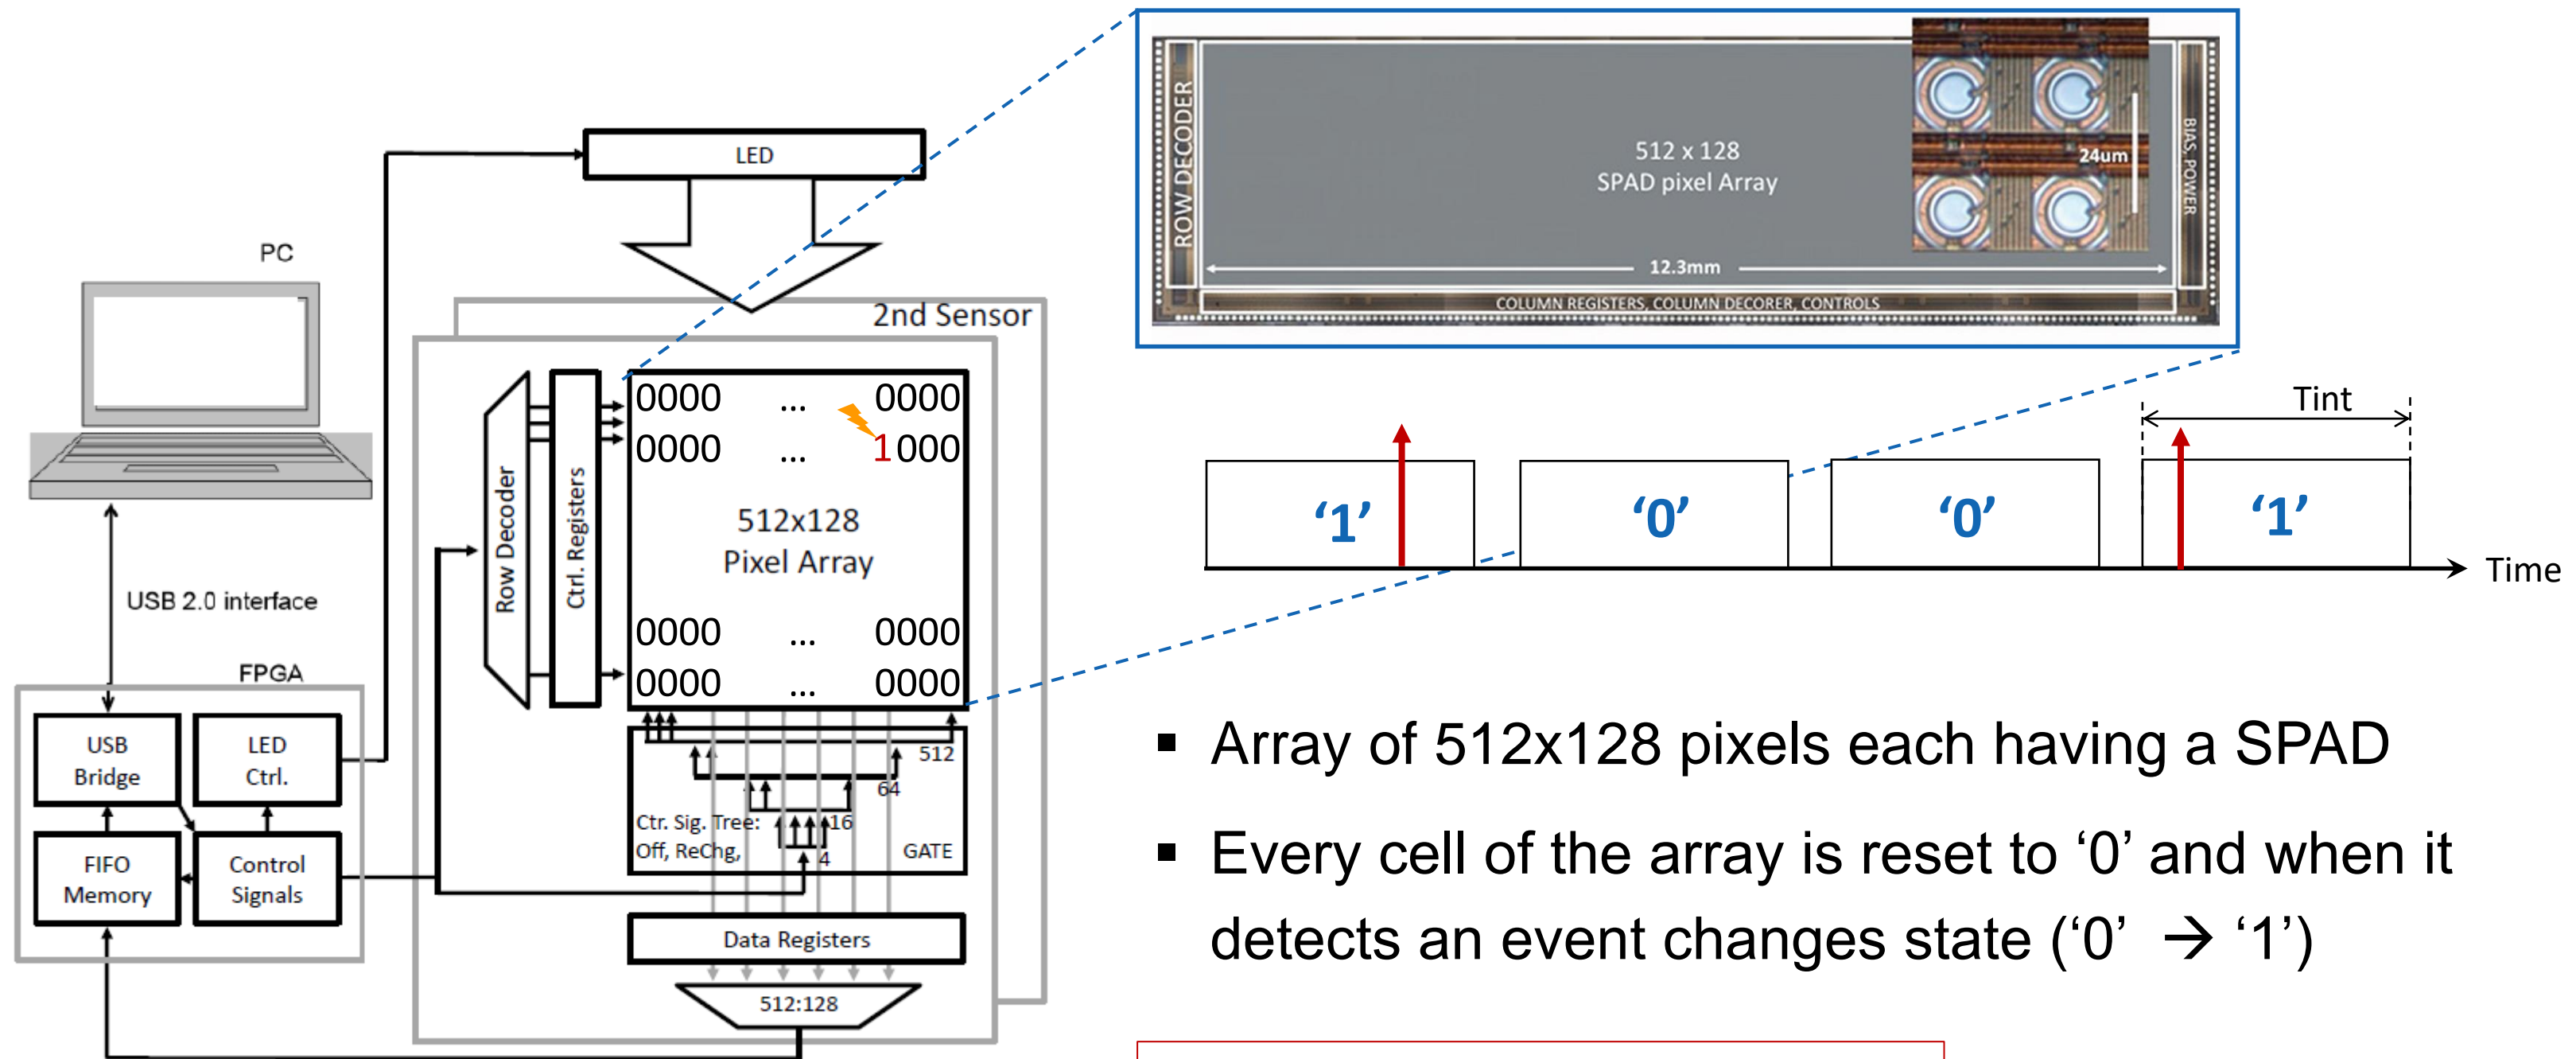 LED
PC
2nd Sensor
USB 2.0 interface
FPGA
USB
Bridge
LED
Ctrl.
FIFO
Memory
Control
Signals
Row Decoder
Ctrl. Registers
0000 ... 0000
0000 ... 1000
512x128
Pixel Array
0000 ... 0000
0000 ... 0000
512
64
Ctr. Sig. Tree: 16
Off, ReChg, 4 GATE
Data Registers
512:128
ROW DECODER
512 x 128
SPAD pixel Array
24um
BIAS, POWER
12.3mm
COLUMN REGISTERS, COLUMN DECORER, CONTROLS
Tint
‘1’ ‘0’ ‘0’ ‘1’
Time
▪ Array of 512x128 pixels each having a SPAD
▪ Every cell of the array is reset to ‘0’ and when it
detects an event changes state (‘0’ → ‘1’)